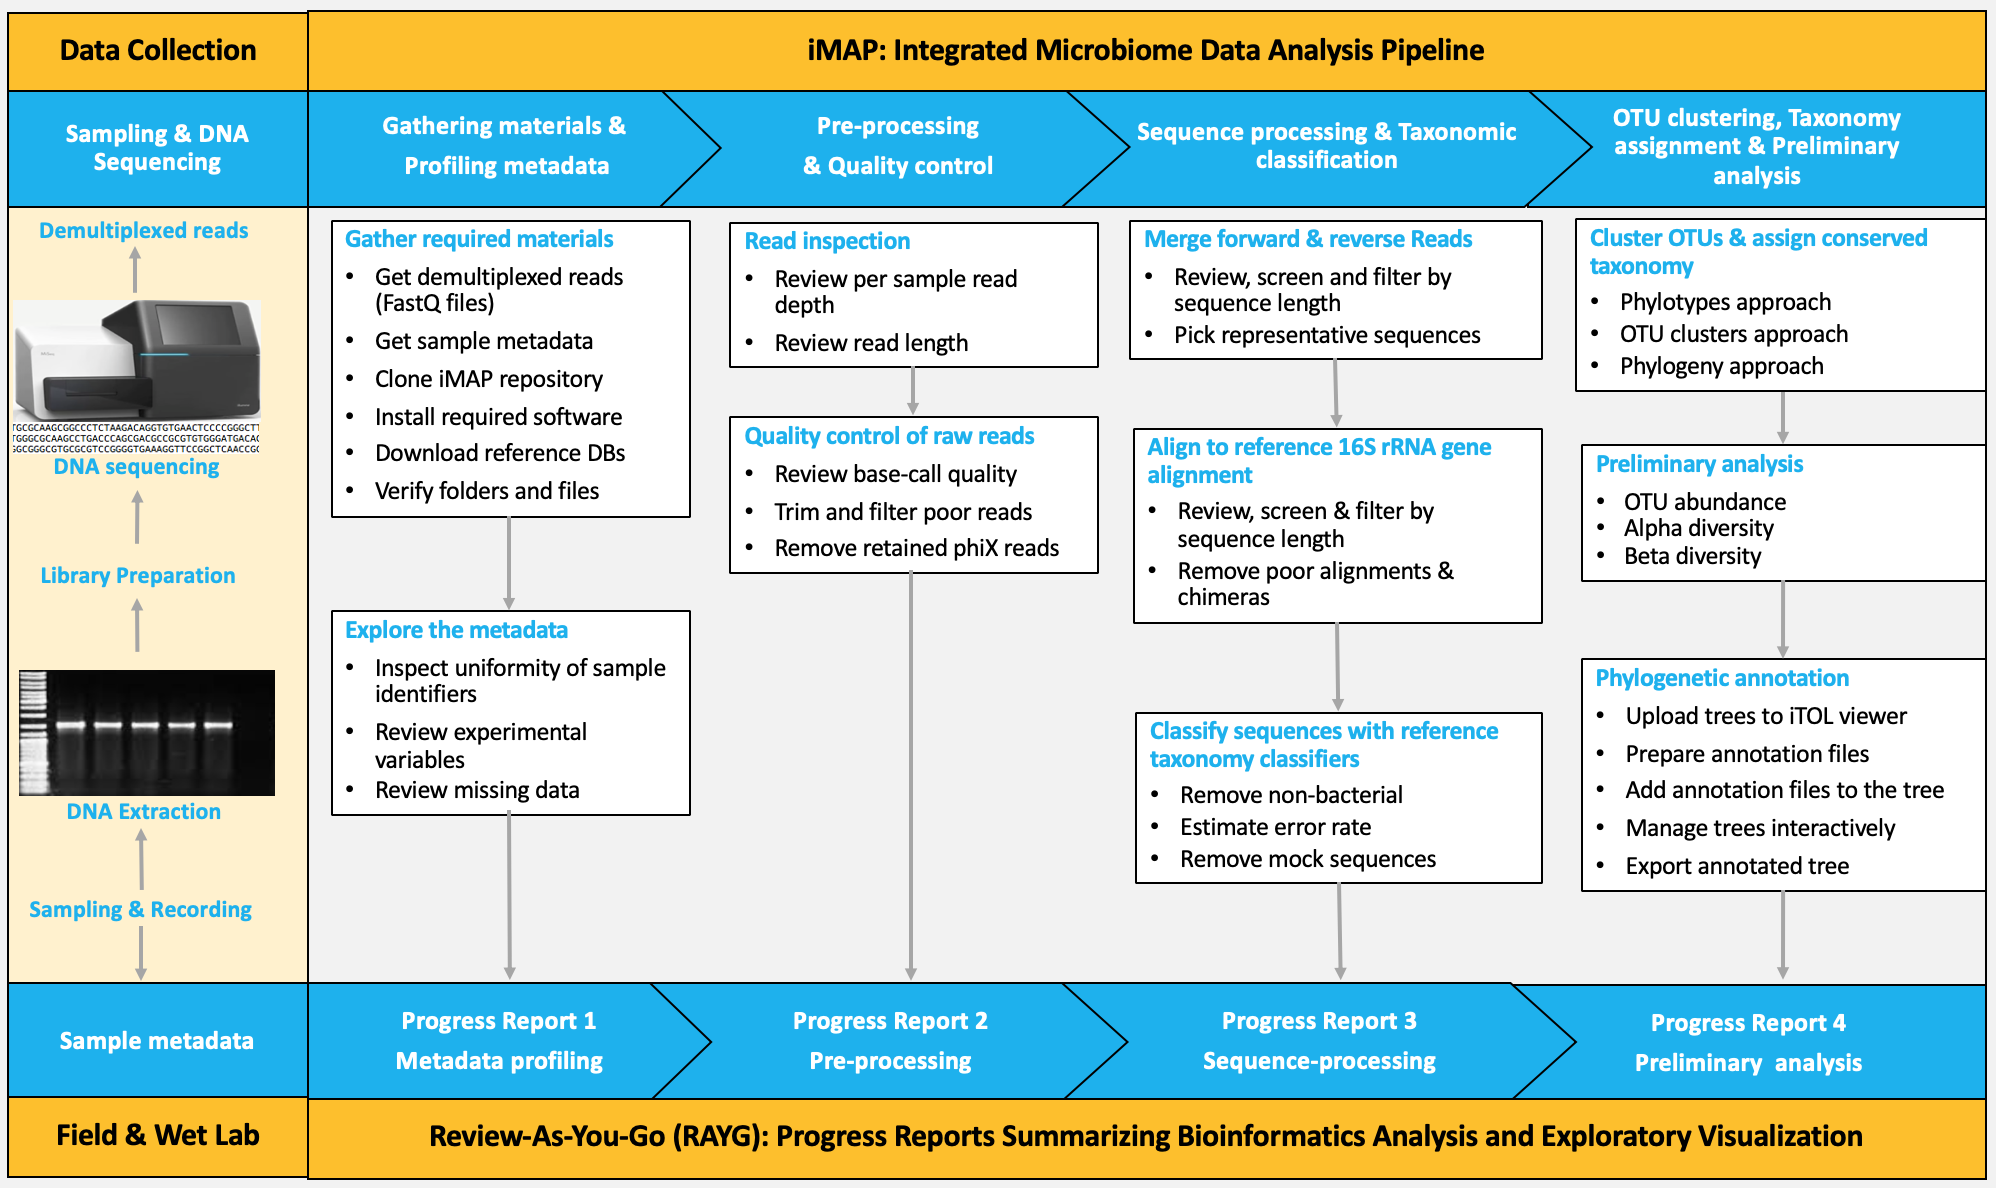 Data Collection
iMAP: Integrated Microbiome Data Analysis Pipeline
Sampling & DNA
Sequencing
Gathering materials &
Profiling metadata
Pre-processing
& Quality control
Sequence processing & Taxonomic
classification
OTU clustering, Taxonomy
assignment & Preliminary
analysis
Demultiplexed reads
TGCGCAAGCGGCCCTCTAAGACAGGTGTGAACTCCCCGGGCTT
TGGGCGCAAGCCTGACCCAGCGACGCCGCGTGTGGGATGACAC
GGCGGGCGTGCGCGTCCGGGGTGAAAGGTTCCGGCTCAACCGC
DNA sequencing
Library Preparation
DNA Extraction
Sampling & Recording
Gather required materials
• Get demultiplexed reads
(FastQ files)
• Get sample metadata
• Clone iMAP repository
• Install required software
• Download reference DBs
• Verify folders and files
Explore the metadata
• Inspect uniformity of sample
identifiers
• Review experimental
variables
• Review missing data
Read inspection
• Review per sample read
depth
• Review read length
Quality control of raw reads
• Review base-call quality
• Trim and filter poor reads
• Remove retained phiX reads
Merge forward & reverse Reads
• Review, screen and filter by
sequence length
• Pick representative sequences
Align to reference 16S rRNA gene
alignment
• Review, screen & filter by
sequence length
• Remove poor alignments &
chimeras
Classify sequences with reference
taxonomy classifiers
• Remove non-bacterial
• Estimate error rate
• Remove mock sequences
Cluster OTUs & assign conserved
taxonomy
• Phylotypes approach
• OTU clusters approach
• Phylogeny approach
Preliminary analysis
• OTU abundance
• Alpha diversity
• Beta diversity
Phylogenetic annotation
• Upload trees to iTOL viewer
• Prepare annotation files
• Add annotation files to the tree
• Manage trees interactively
• Export annotated tree
Sample metadata
Progress Report 1
Metadata profiling
Progress Report 2
Pre-processing
Progress Report 3
Sequence-processing
Progress Report 4
Preliminary analysis
Field & Wet Lab
Review-As-You-Go (RAYG): Progress Reports Summarizing Bioinformatics Analysis and Exploratory Visualization